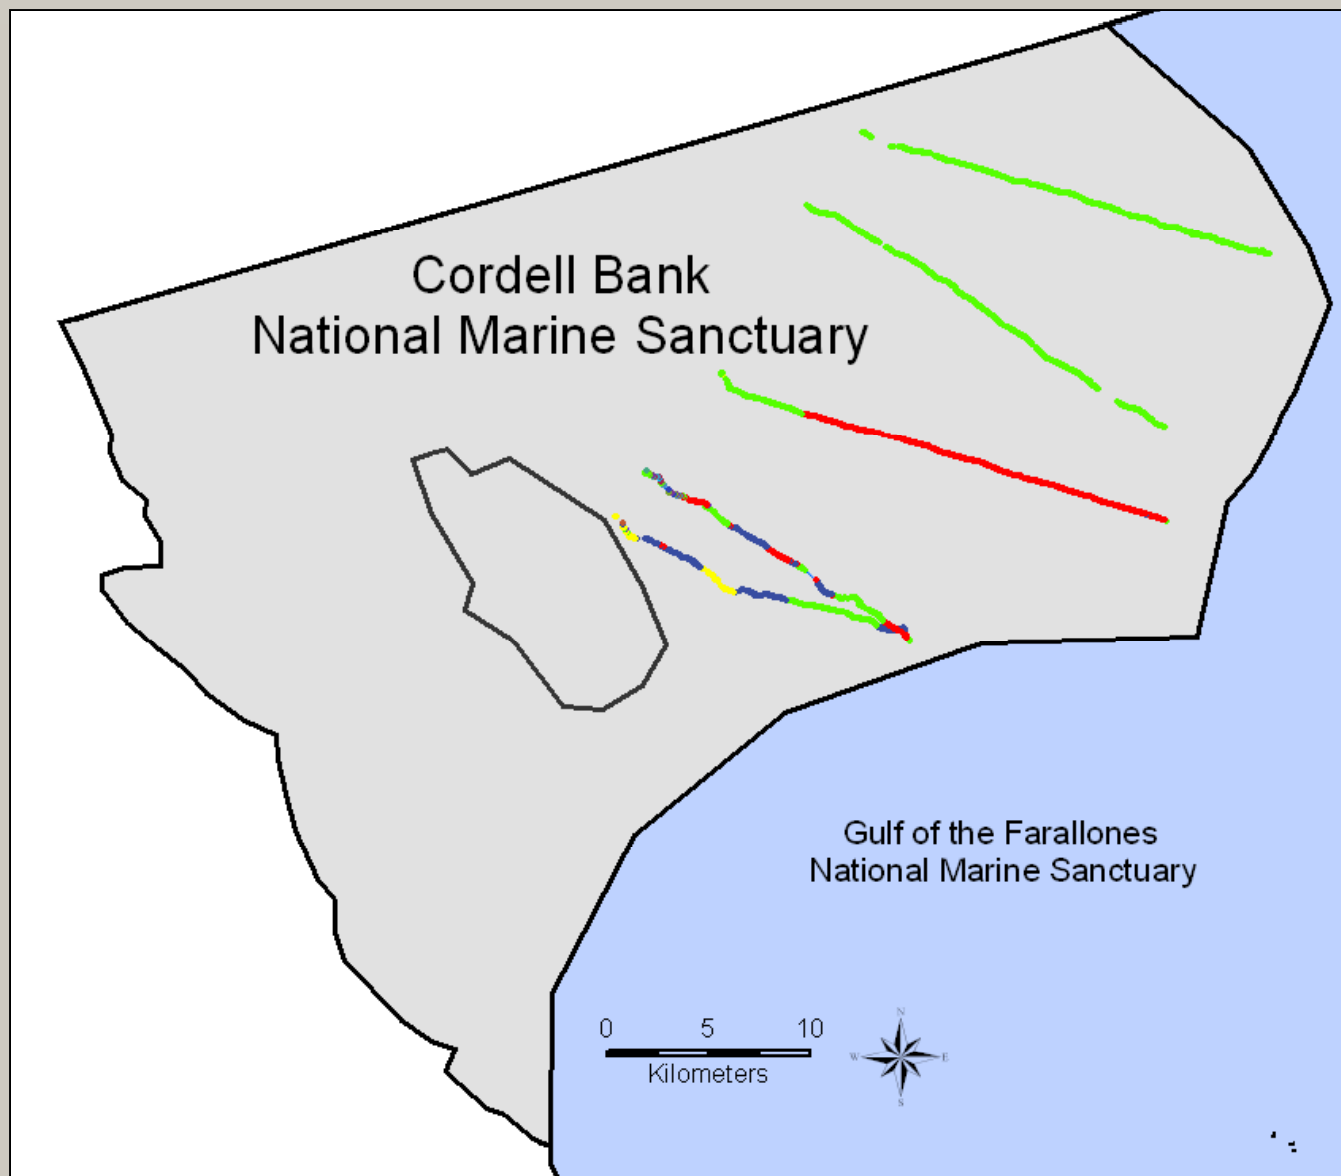 Cordell Bank
National Marine Sanctuary
Gulf of the Farallones
National Marine Sanctuary
0 5 10
Kilometers
N
W E
S